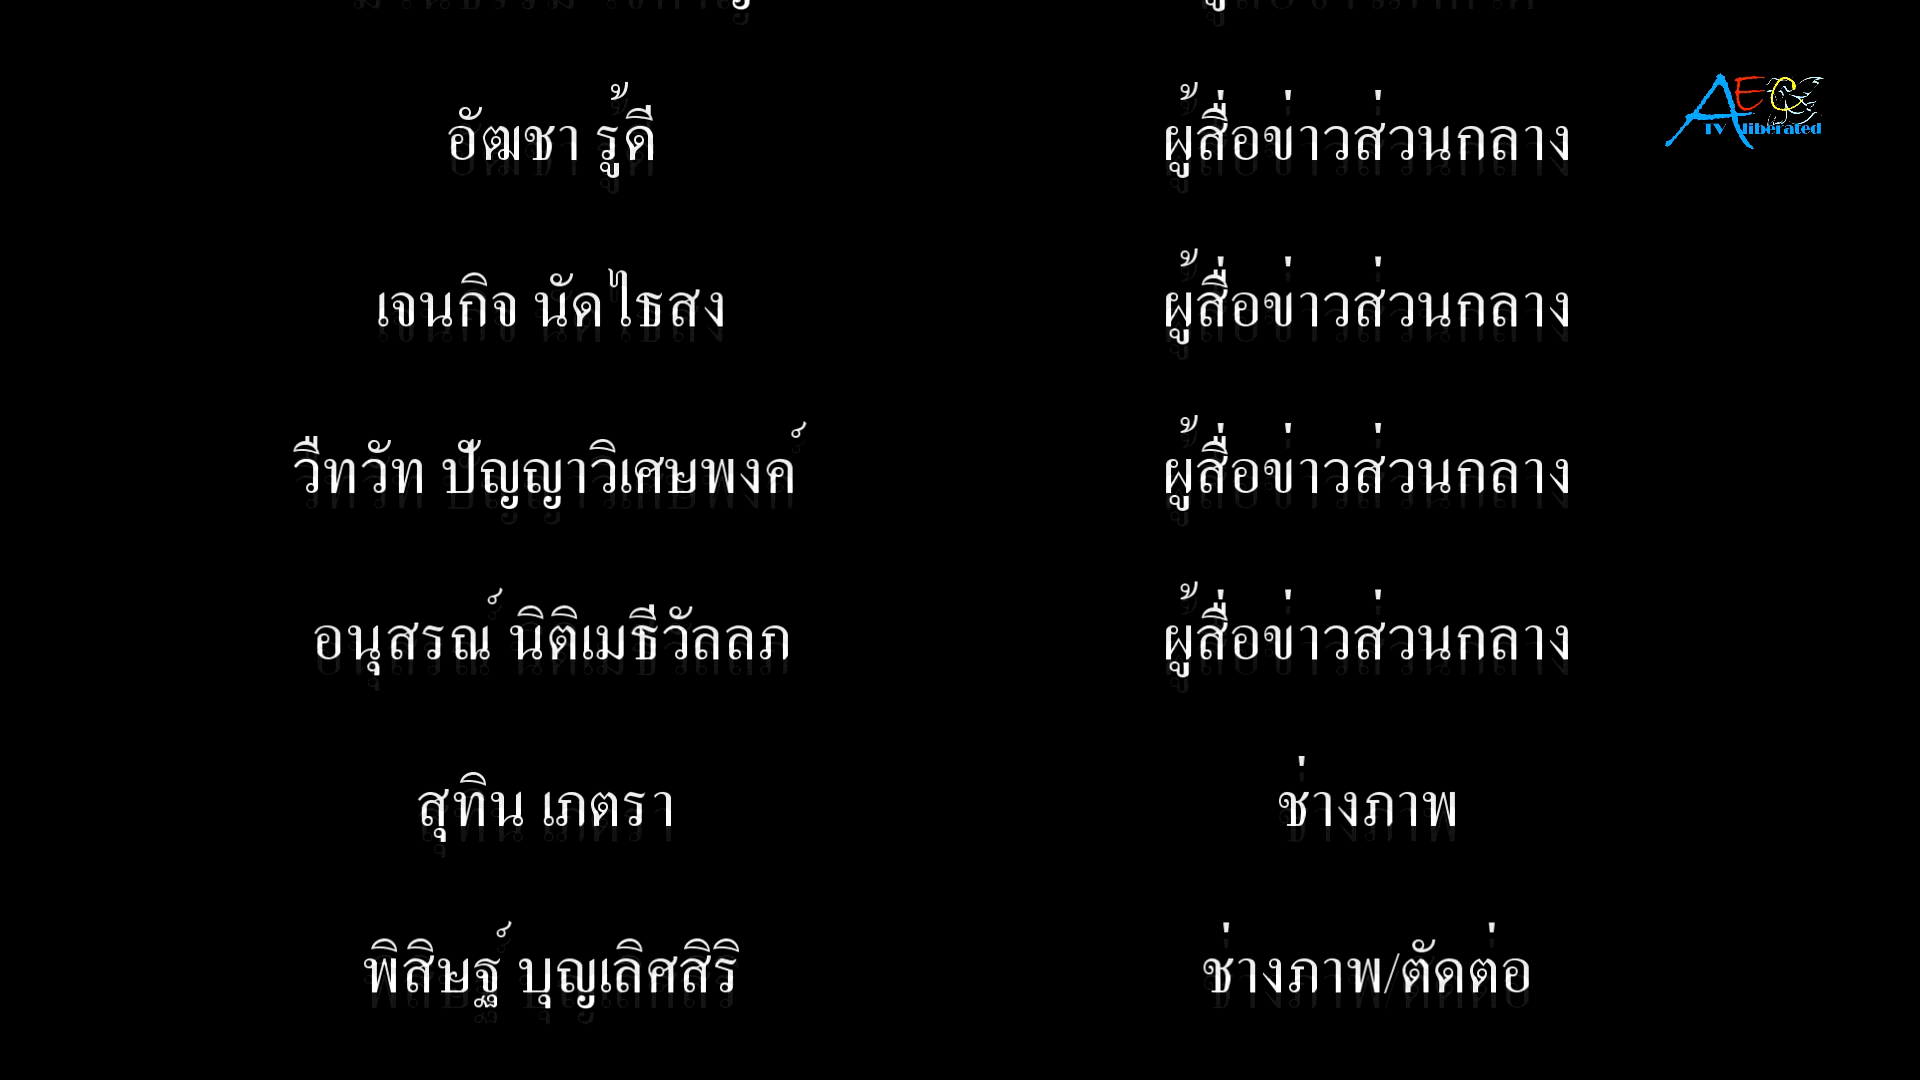 อัฒชา รู้ดี ผู้สื่อข่าวส่วนกลาง
เจนกิจ นัดไธสง ผู้สื่อข่าวส่วนกลาง
วีทวัท ปัญญาวิเศษพงค์ ผู้สื่อข่าวส่วนกลาง
อนุสรณ์ นิติเมธีวัลลภ ผู้สื่อข่าวส่วนกลาง
สุทิน เภตรา ช่างภาพ
พิสิษฐ์ บุญเลิศสิริ ช่างภาพ/ตัดต่อ
AEC
TV liberated